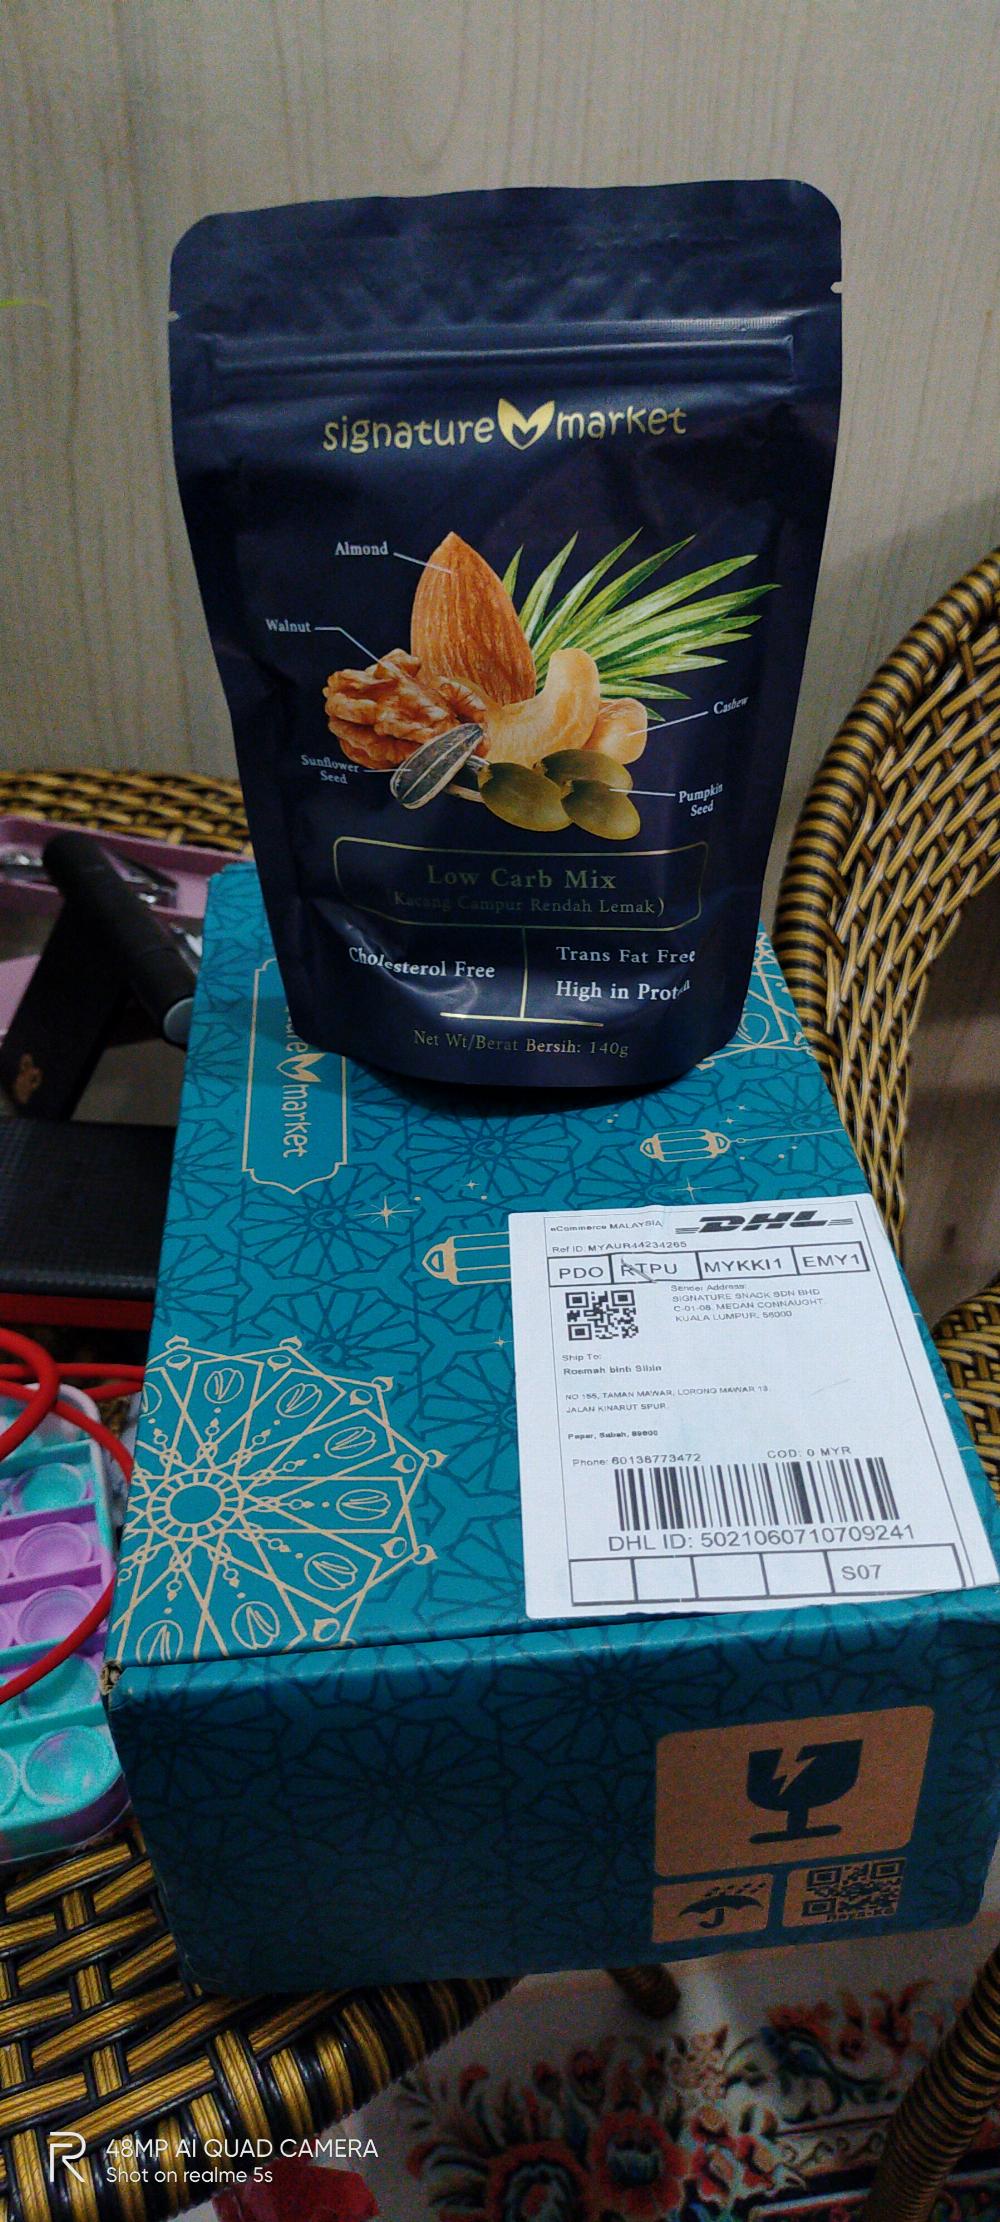 signature market
Almond
Walnut
Cashew
Sunflower
Seed
Pumpkin
Seed
Low Carb Mix
(Kacang Campur Rendah Lemak)
Cholesterol Free
Trans Fat Free
High in Protein
Net Wt/Berat Bersih: 140g
market
eCommerce MALAYSIA
DHL
Ref ID: MYAUR44234265
PDO RTPU MYKKI1 EMY1
Sender Address:
SIGNATURE SNACK SDN BHD
C-01-08, MEDAN CONNAUGHT,
KUALA LUMPUR, 56000
Ship To:
Rosmah binti
NO 155, TAMAN MAWAR, LORONG MAWAR 13,
JALAN KINARUT SPUR,
Papar, Sabah, 89600
Phone: 60138773472
COD: 0 MYR
DHL ID: 5021060710709241
S07
48MP AI QUAD CAMERA
Shot on realme 5s